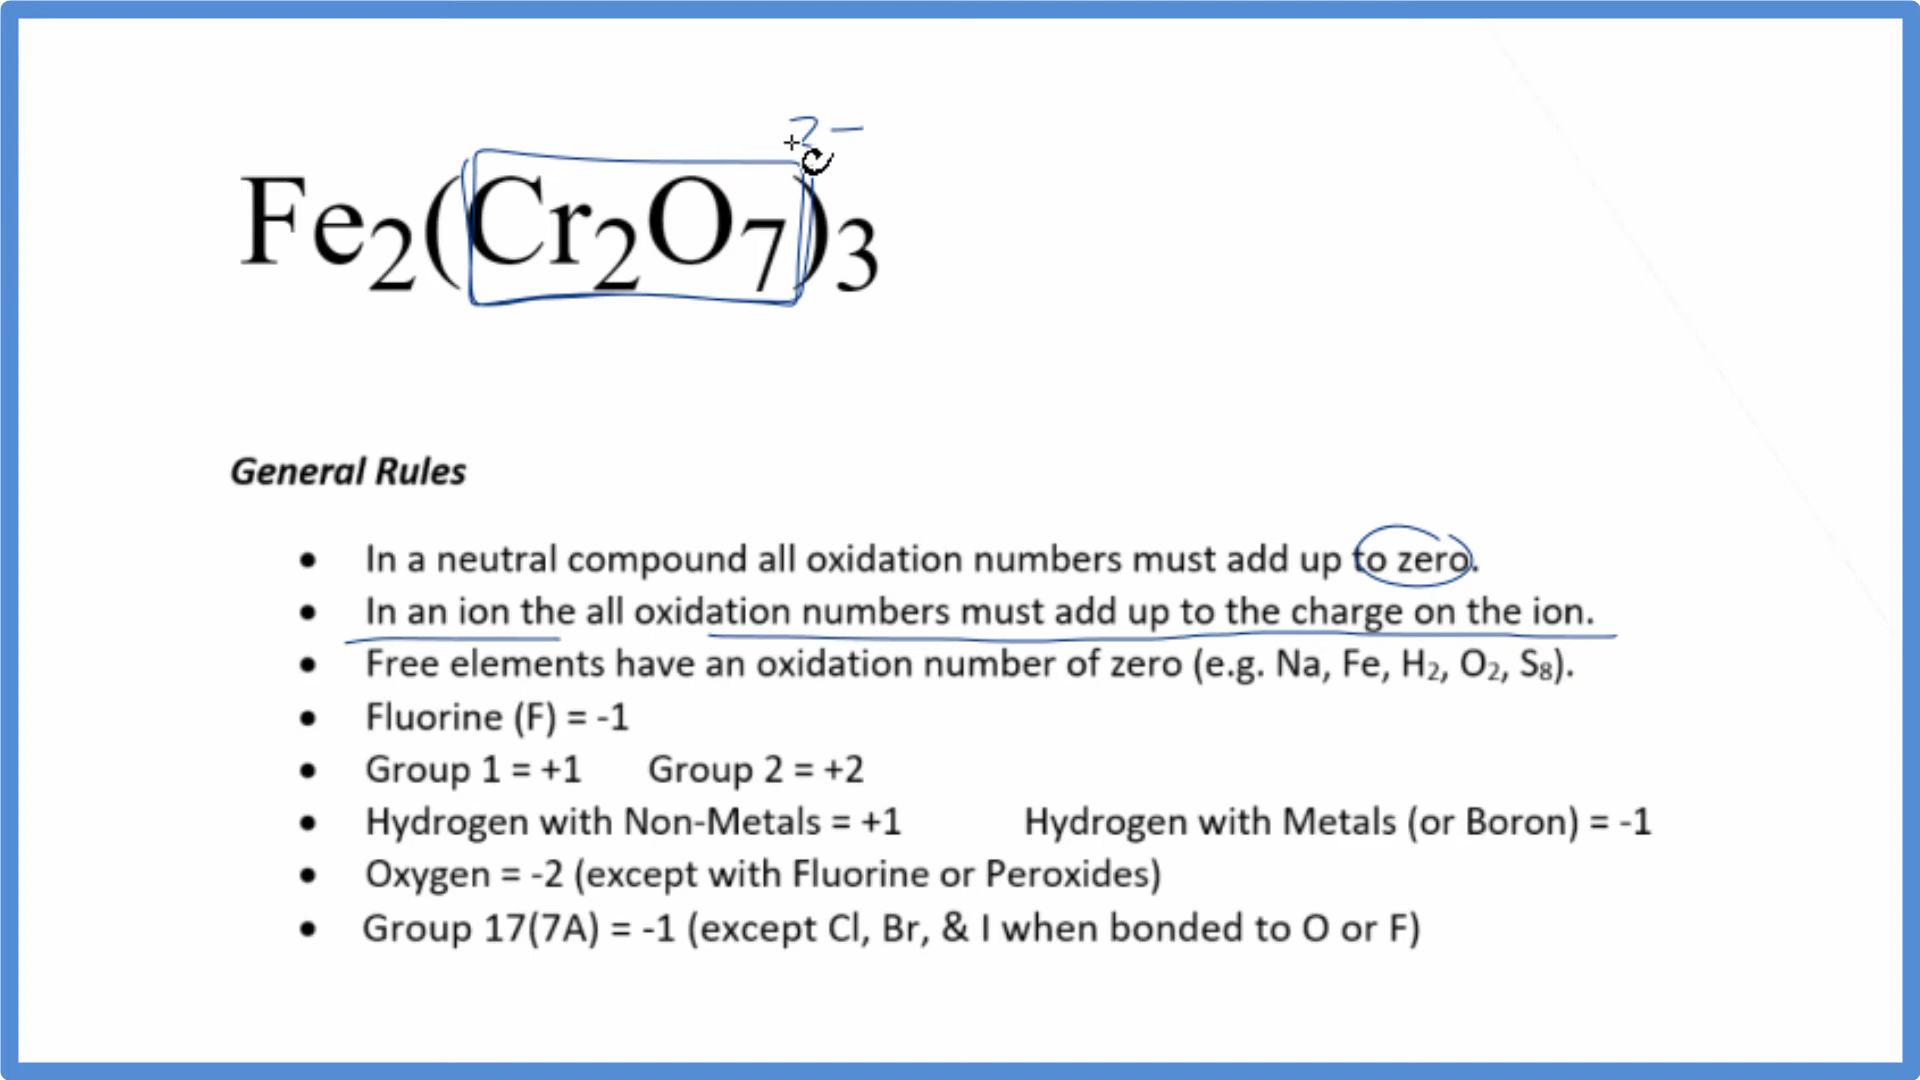 2−
Fe₂(Cr₂O₇)₃
General Rules
• In a neutral compound all oxidation numbers must add up to zero.
• In an ion the all oxidation numbers must add up to the charge on the ion.
• Free elements have an oxidation number of zero (e.g. Na, Fe, H₂, O₂, S₈).
• Fluorine (F) = -1
• Group 1 = +1 Group 2 = +2
• Hydrogen with Non-Metals = +1 Hydrogen with Metals (or Boron) = -1
• Oxygen = -2 (except with Fluorine or Peroxides)
• Group 17(7A) = -1 (except Cl, Br, & I when bonded to O or F)